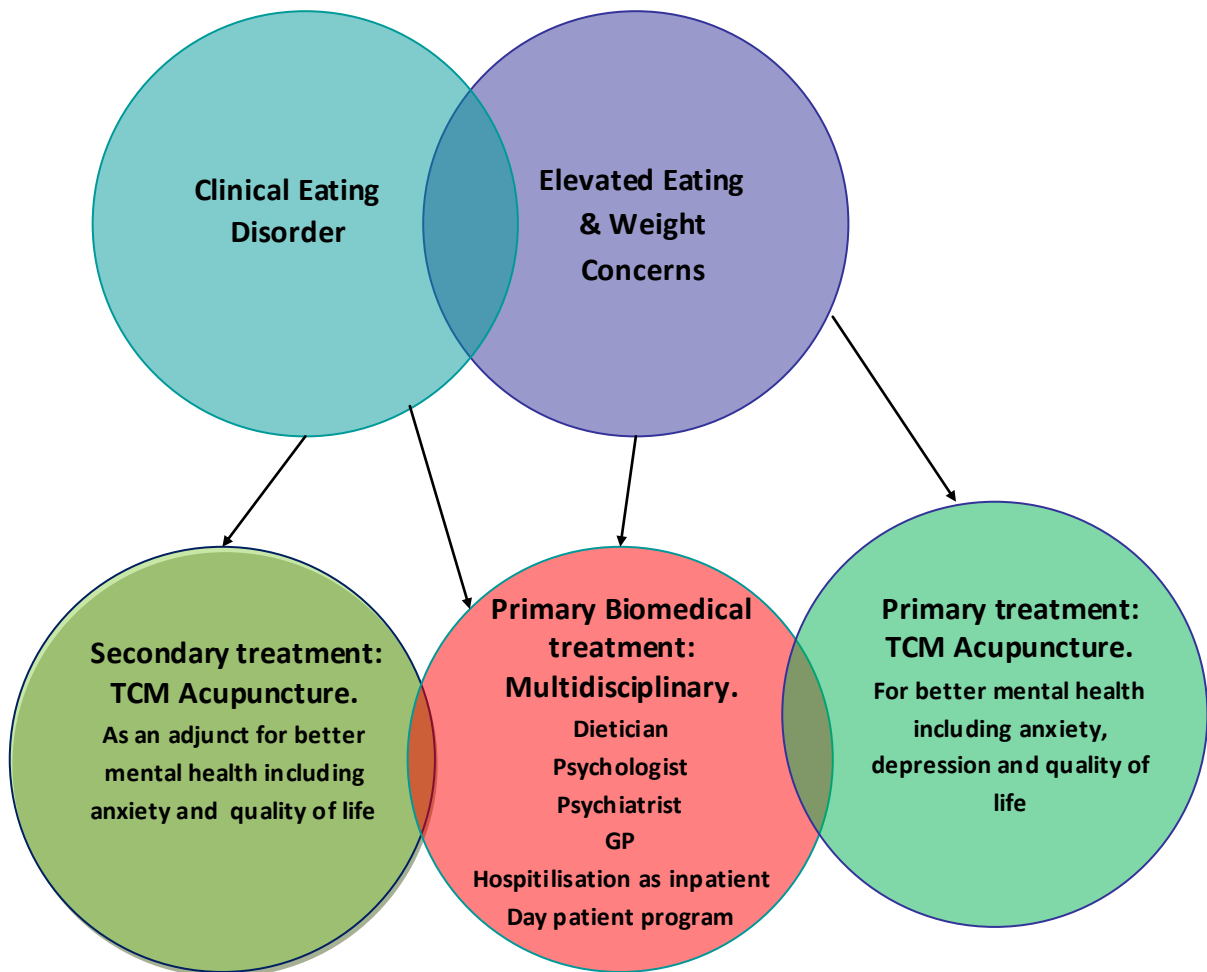 Clinical Eating
Disorder
Elevated Eating
& Weight
Concerns
Secondary treatment:
TCM Acupuncture.
As an adjunct for better
mental health including
anxiety and quality of life
Primary Biomedical
treatment:
Multidisciplinary.
Dietician
Psychologist
Psychiatrist
GP
Hospitilisation as inpatient
Day patient program
Primary treatment:
TCM Acupuncture.
For better mental health
including anxiety,
depression and quality of
life